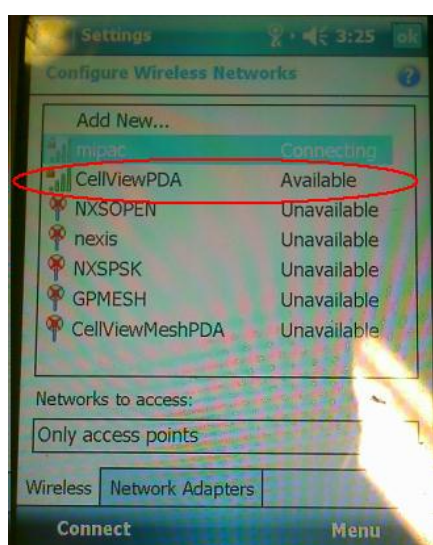 Settings 3:25 ok
Configure Wireless Networks ?
Add New...
mipac Connecting
CellViewPDA Available
NXSOPEN Unavailable
nexis Unavailable
NXSPSK Unavailable
GPMESH Unavailable
CellViewMeshPDA Unavailable
Networks to access:
Only access points
Wireless Network Adapters
Connect Menu